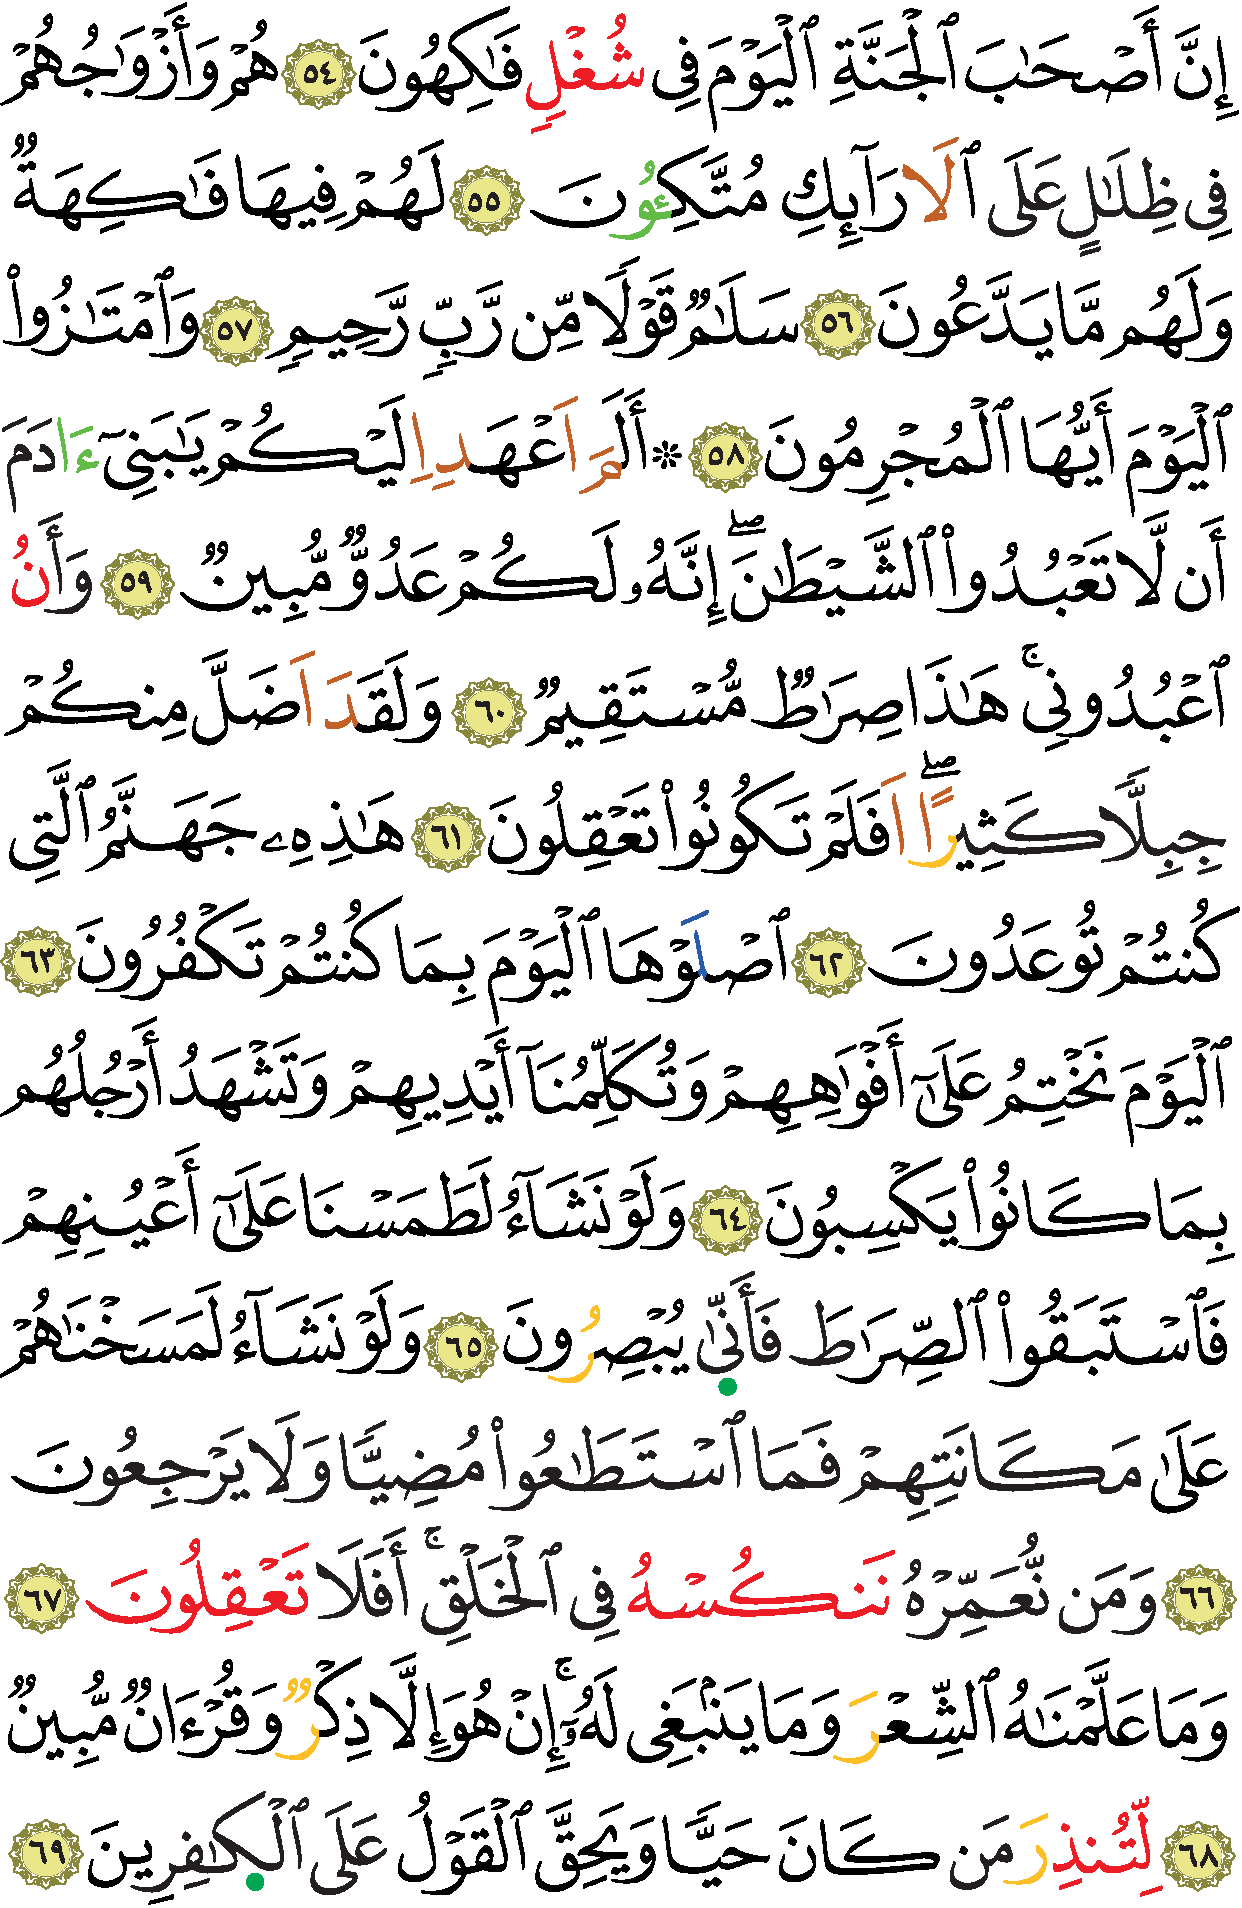 إِنَّ أَصْحَٰبَ ٱلْجَنَّةِ ٱلْيَوْمَ فِى شُغْلٍ فَٰكِهُونَ ٥٤ هُمْ وَأَزْوَٰجُهُمْ
فِى ظِلَٰلٍ عَلَى ٱلَارَآئِكِ مُتَّكِـُٔونَ ٥٥ لَهُمْ فِيهَا فَٰكِهَةٌ
وَلَهُم مَّا يَدَّعُونَ ٥٦ سَلَٰمٌ قَوْلًا مِّن رَّبٍّ رَّحِيمٍ ٥٧ وَٱمْتَٰزُوا۟
ٱلْيَوْمَ أَيُّهَا ٱلْمُجْرِمُونَ ٥٨ ۞ أَلَمَ اَعْهَدِ اِلَيْكُمْ يَٰبَنِىٓ ءَادَمَ
أَن لَّا تَعْبُدُوا۟ ٱلشَّيْطَٰنَ ۖ إِنَّهُۥ لَكُمْ عَدُوٌّ مُّبِينٌ ٥٩ وَأَنُ
ٱعْبُدُونِى ۚ هَٰذَا صِرَٰطٌ مُّسْتَقِيمٌ ٦٠ وَلَقَدَ اَضَلَّ مِنكُمْ
جِبِلًّا كَثِيرًا ۖ اَفَلَمْ تَكُونُوا۟ تَعْقِلُونَ ٦١ هَٰذِهِۦ جَهَنَّمُ ٱلَّتِى
كُنتُمْ تُوعَدُونَ ٦٢ ٱصْلَوْهَا ٱلْيَوْمَ بِمَا كُنتُمْ تَكْفُرُونَ ٦٣
ٱلْيَوْمَ نَخْتِمُ عَلَىٰٓ أَفْوَٰهِهِمْ وَتُكَلِّمُنَآ أَيْدِيهِمْ وَتَشْهَدُ أَرْجُلُهُم
بِمَا كَانُوا۟ يَكْسِبُونَ ٦٤ وَلَوْ نَشَآءُ لَطَمَسْنَا عَلَىٰٓ أَعْيُنِهِمْ
فَٱسْتَبَقُوا۟ ٱلصِّرَٰطَ فَأَنَّىٰ يُبْصِرُونَ ٦٥ وَلَوْ نَشَآءُ لَمَسَخْنَٰهُمْ
عَلَىٰ مَكَانَتِهِمْ فَمَا ٱسْتَطَٰعُوا۟ مُضِيًّا وَلَا يَرْجِعُونَ
٦٦ وَمَن نُّعَمِّرْهُ نَنكُسْهُ فِى ٱلْخَلْقِ ۚ أَفَلَا تَعْقِلُونَ ٦٧
وَمَا عَلَّمْنَٰهُ ٱلشِّعْرَ وَمَا يَنۢبَغِى لَهُۥٓ ۚ إِنْ هُوَ إِلَّا ذِكْرٌ وَقُرْءَانٌ مُّبِينٌ
٦٨ لِّتُنذِرَ مَن كَانَ حَيًّا وَيَحِقَّ ٱلْقَوْلُ عَلَى ٱلْكَٰفِرِينَ ٦٩